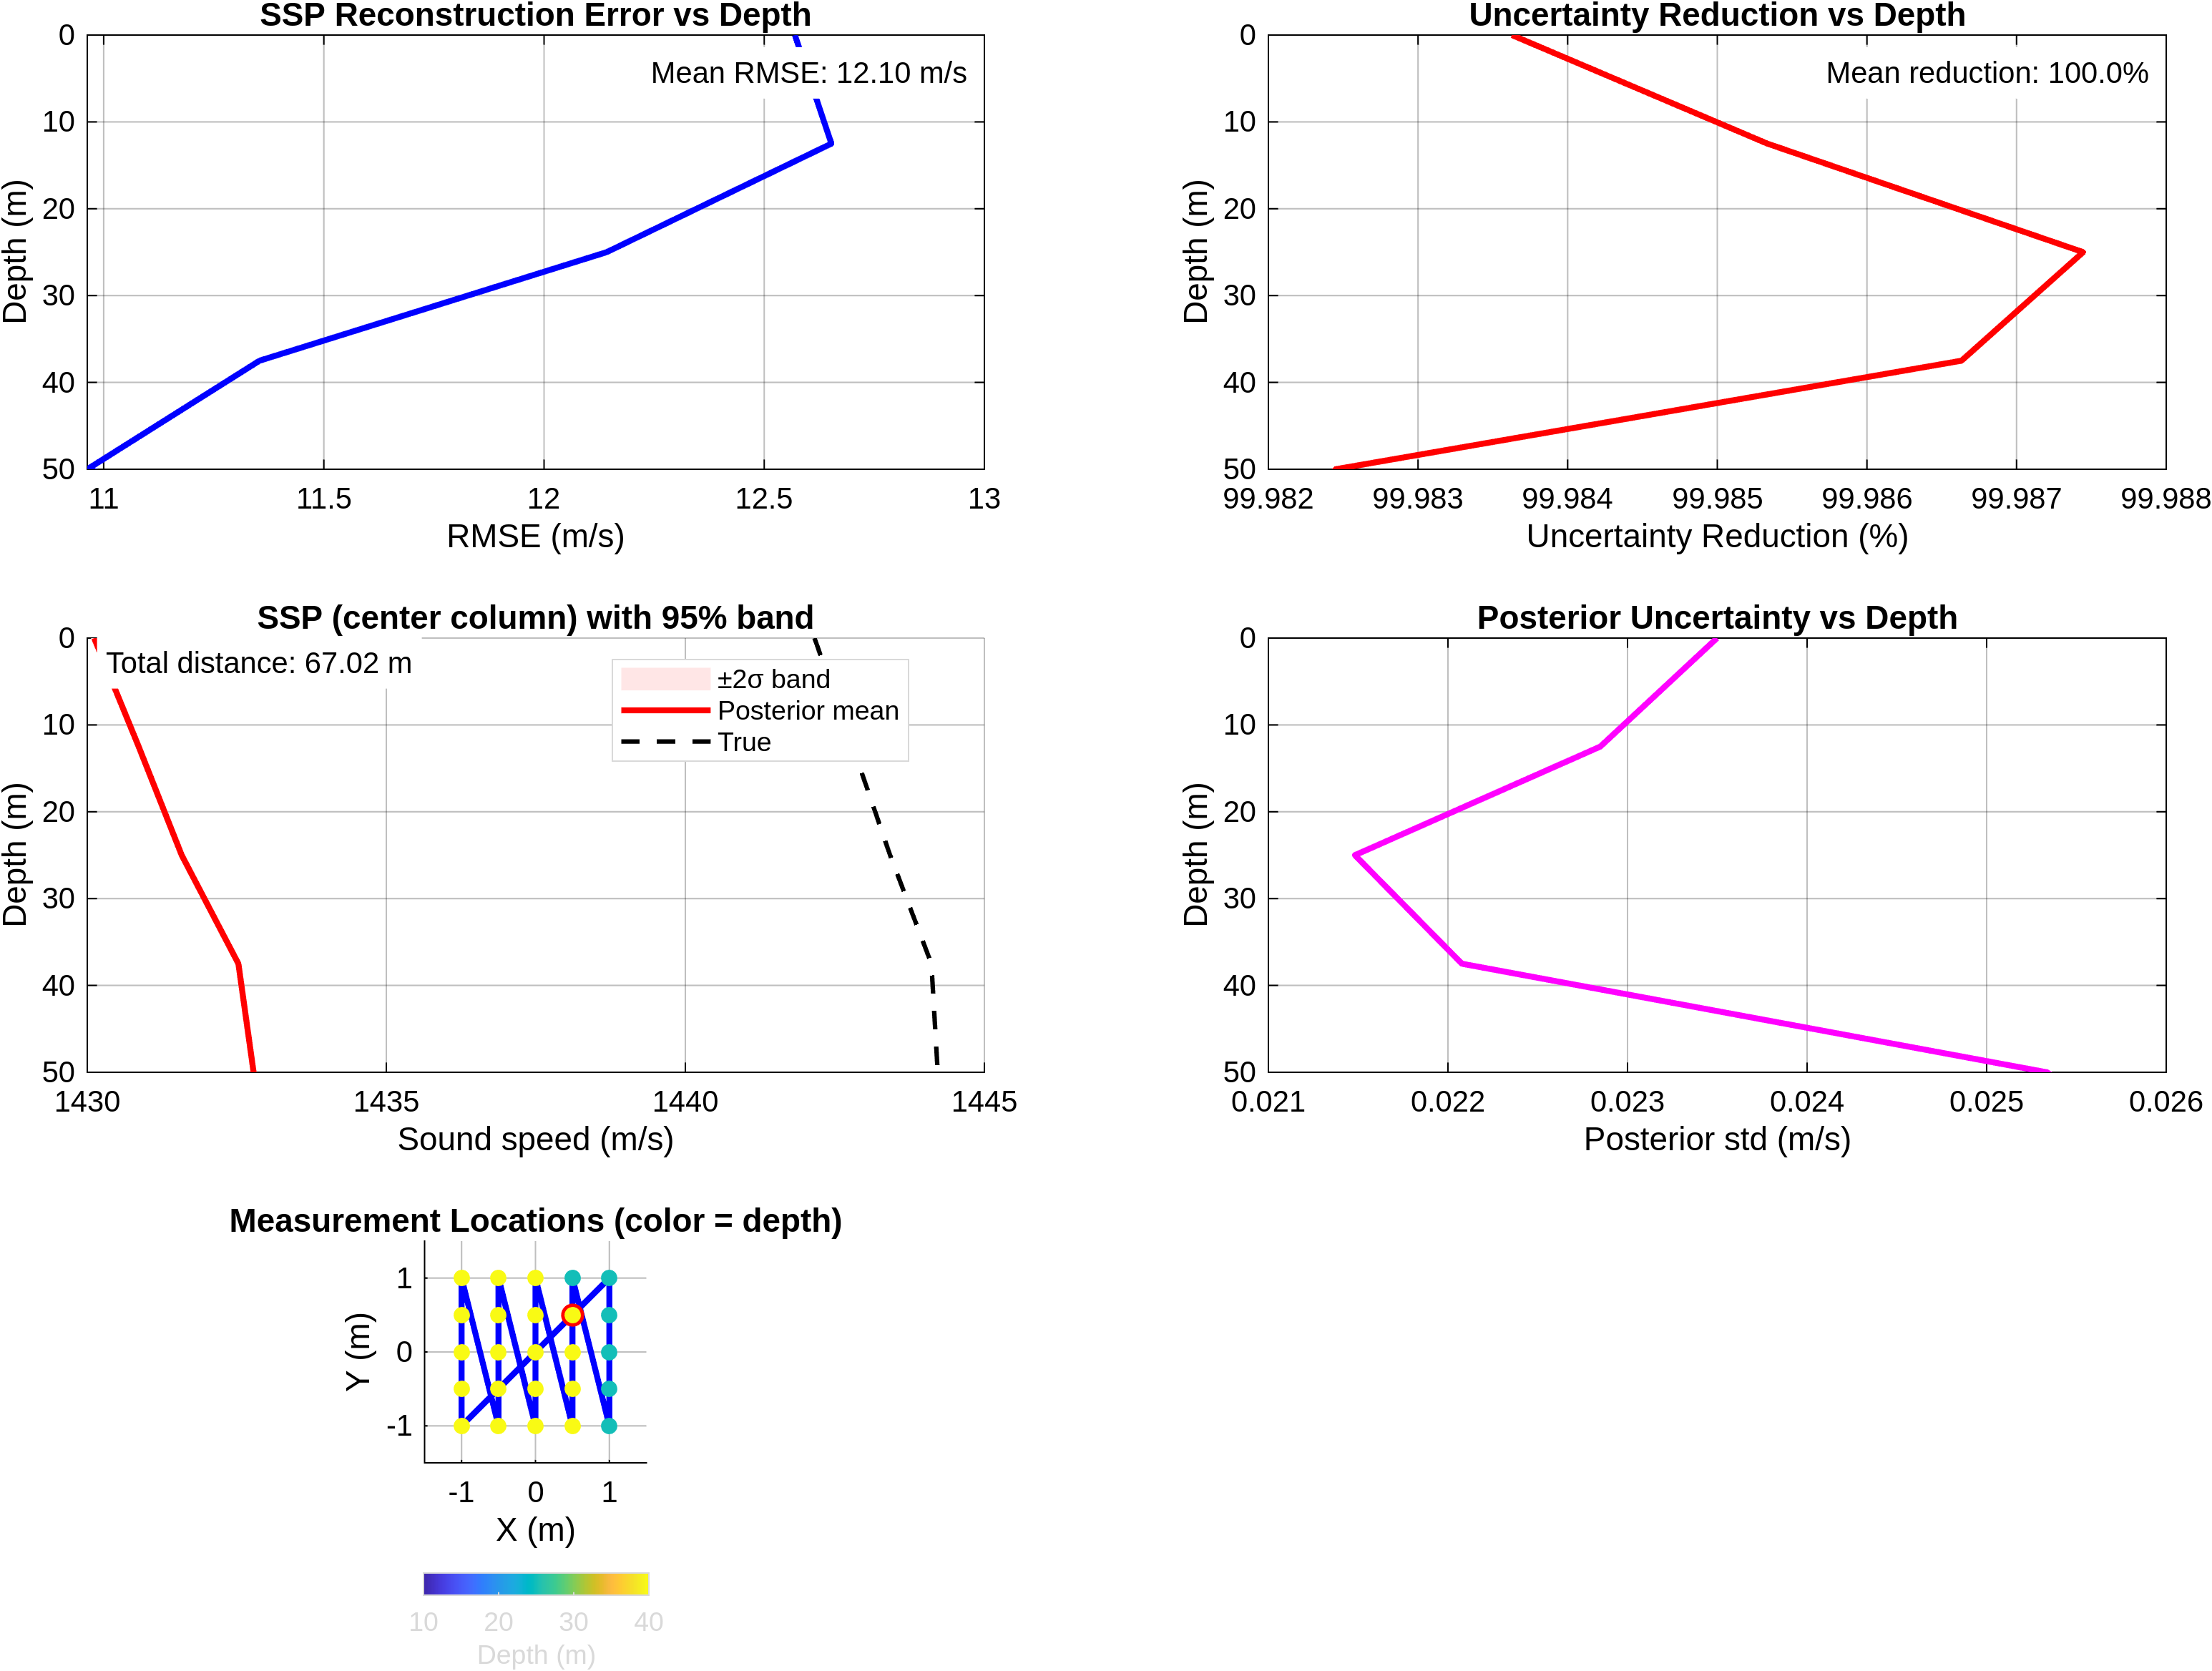 SSP Reconstruction Error vs Depth
Mean RMSE: 12.10 m/s
0
10
20
30
40
50
Depth (m)
11 11.5 12 12.5 13
RMSE (m/s)
Uncertainty Reduction vs Depth
Mean reduction: 100.0%
0
10
20
30
40
50
Depth (m)
99.982 99.983 99.984 99.985 99.986 99.987 99.988
Uncertainty Reduction (%)
SSP (center column) with 95% band
Total distance: 67.02 m
±2σ band
Posterior mean
True
0
10
20
30
40
50
Depth (m)
1430 1435 1440 1445
Sound speed (m/s)
Posterior Uncertainty vs Depth
0
10
20
30
40
50
Depth (m)
0.021 0.022 0.023 0.024 0.025 0.026
Posterior std (m/s)
Measurement Locations (color = depth)
1
0
-1
Y (m)
-1 0 1
X (m)
10 20 30 40
Depth (m)